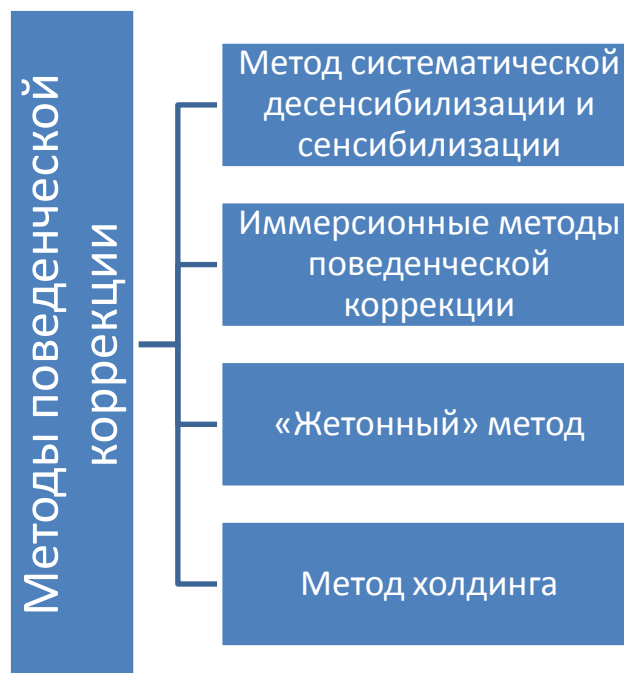 Методы поведенческой
коррекции
Метод систематической
десенсибилизации и
сенсибилизации
Иммерсионные методы
поведенческой
коррекции
«Жетонный» метод
Метод холдинга